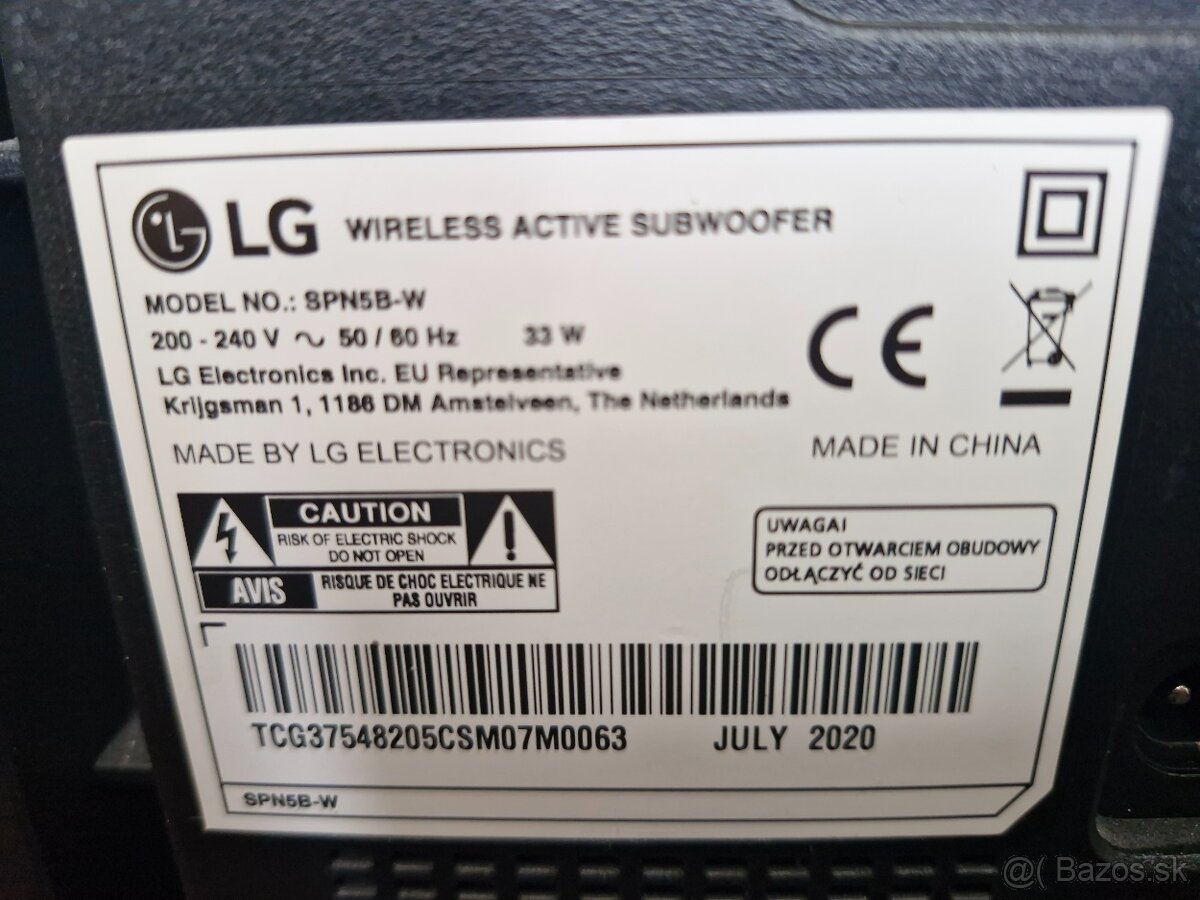 LG WIRELESS ACTIVE SUBWOOFER
MODEL NO.: SPN5B-W
200 - 240 V ~ 50 / 60 Hz 33 W
LG Electronics Inc. EU Representative
Krijgsman 1, 1186 DM Amstelveen, The Netherlands
CE
MADE BY LG ELECTRONICS
MADE IN CHINA
CAUTION
RISK OF ELECTRIC SHOCK
DO NOT OPEN
AVIS
RISQUE DE CHOC ELECTRIQUE NE
PAS OUVRIR
UWAGA!
PRZED OTWARCIEM OBUDOWY
ODŁĄCZYĆ OD SIECI
TCG37548205CSM07M0063 JULY 2020
SPN5B-W
@( Bazos.sk